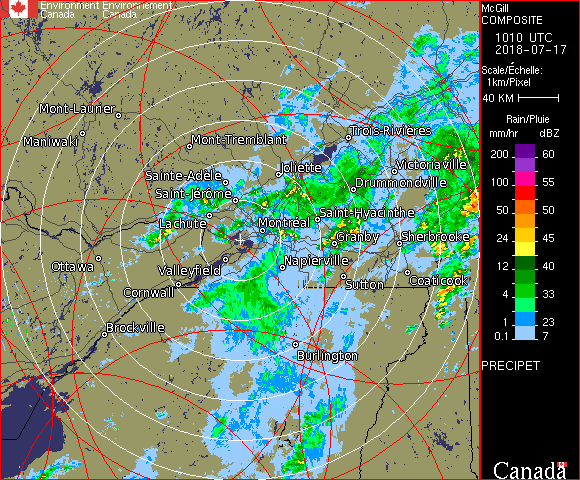 Environment Environnement
Canada Canada
McGill
COMPOSITE
1010 UTC
2018-07-17
Scale/Échelle:
1km/Pixel
40 KM
Rain/Pluie
mm/hr dBZ
200 60
100 55
50 50
24 45
12 40
4 33
1 23
0.1 7
PRECIPET
Canada
Mont-Laurier
Maniwaki
Mont-Tremblant
Trois-Rivières
Sainte-Adèle
Joliette
Victoriaville
Saint-Jérôme
Drummondville
Lachute
Montréal
Saint-Hyacinthe
Granby
Sherbrooke
Ottawa
Valleyfield
Napierville
Cornwall
Sutton
Coaticook
Brockville
Burlington